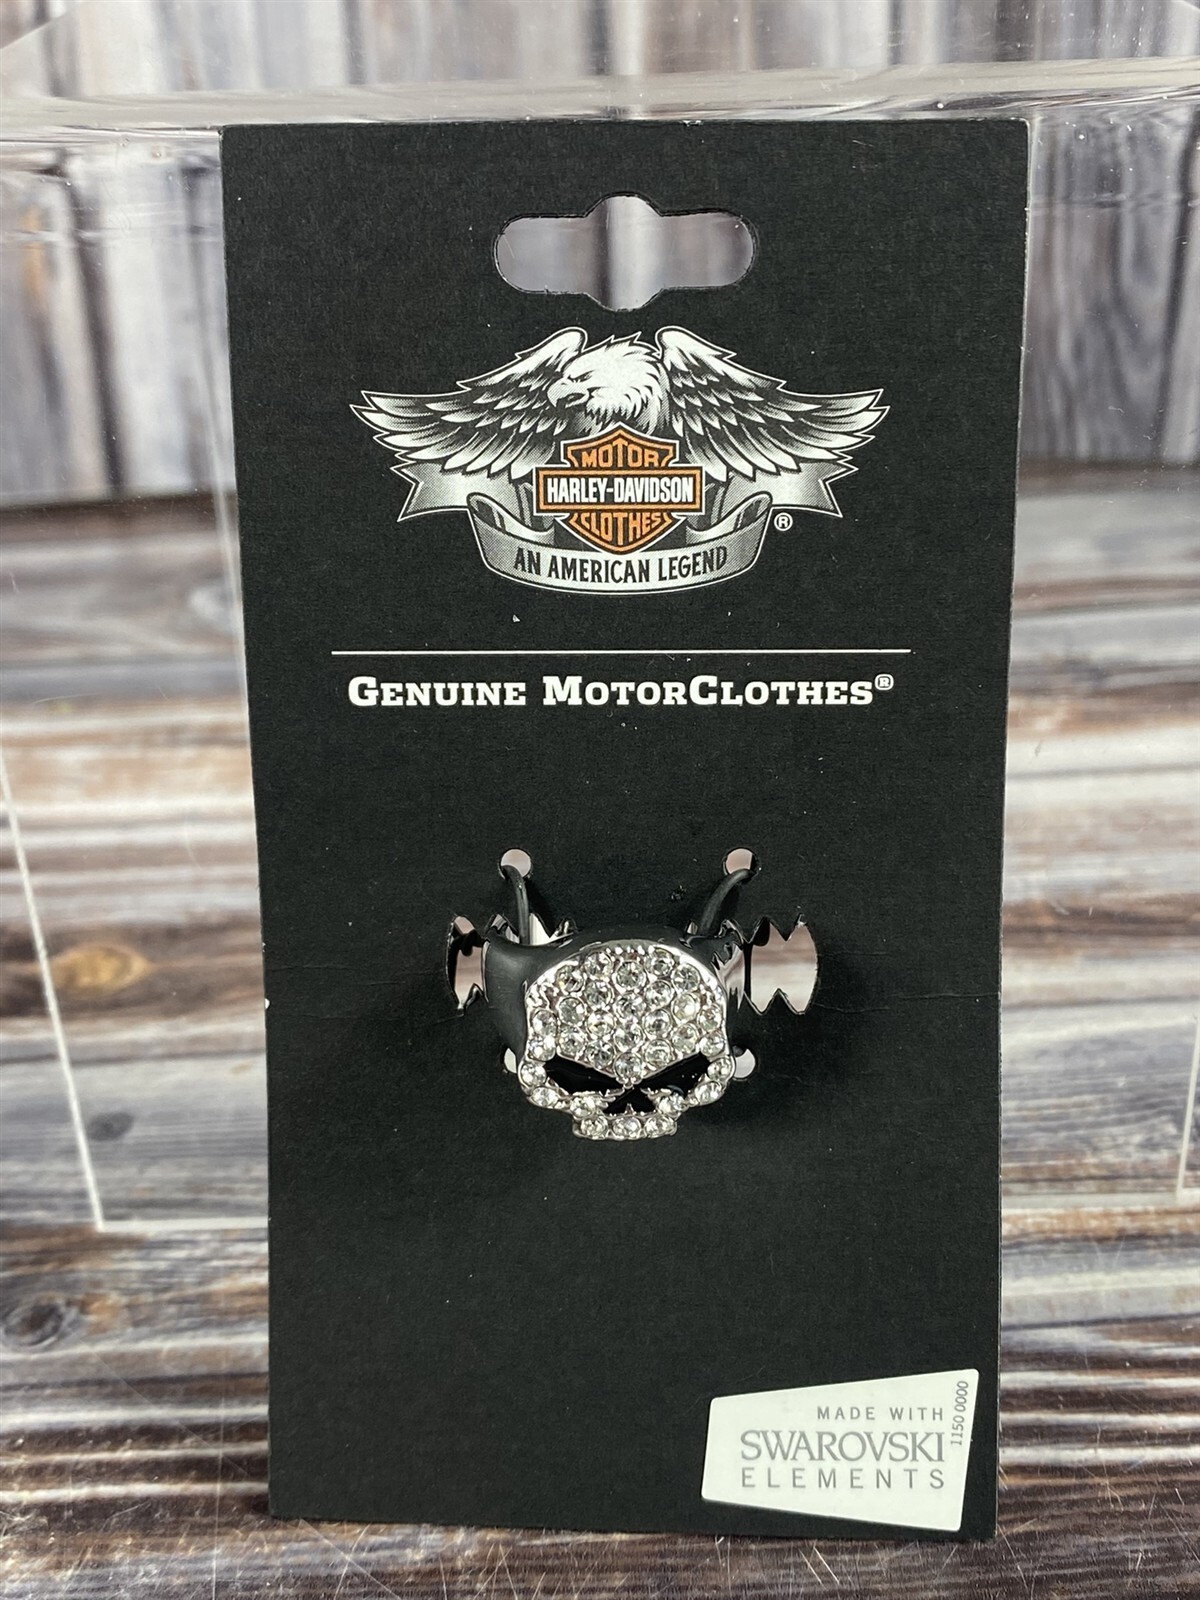 MOTOR
HARLEY-DAVIDSON
CLOTHES
®
AN AMERICAN LEGEND
GENUINE MOTORCLOTHES®
MADE WITH
SWAROVSKI
ELEMENTS
1150 0000